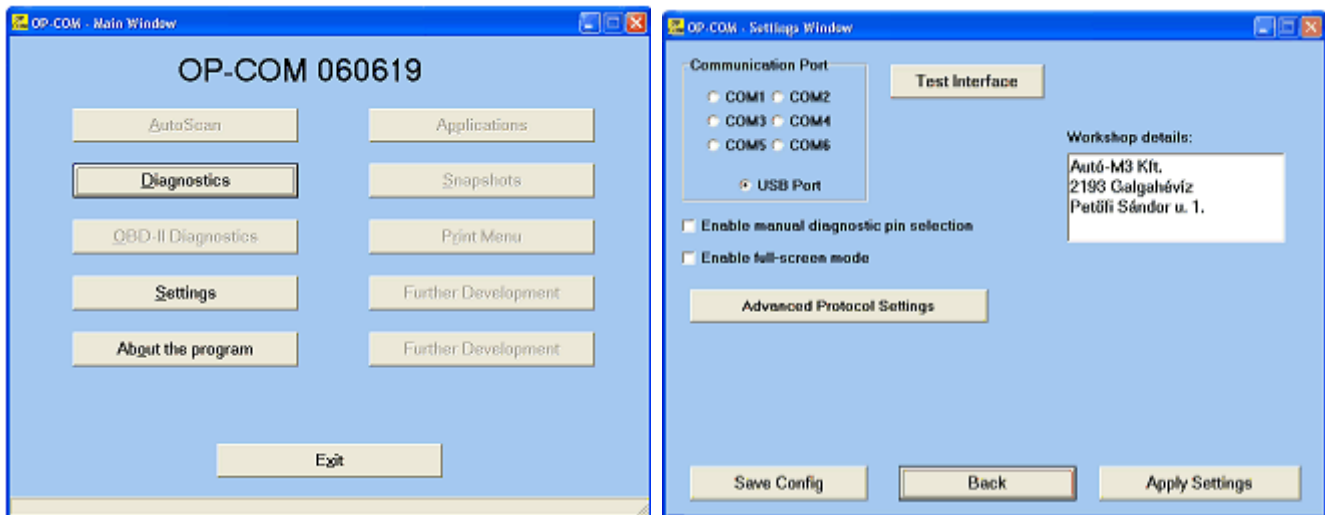 OP-COM - Main Window
OP-COM 060619
AutoScan
Applications
Diagnostics
Snapshots
OBD-II Diagnostics
Print Menu
Settings
Further Development
About the program
Further Development
Exit
OP-COM - Settings Window
Communication Port
COM1 COM2
COM3 COM4
COM5 COM6
USB Port
Test Interface
Workshop details:
Autó-M3 Kft.
2193 Galgahévíz
Petőfi Sándor u. 1.
Enable manual diagnostic pin selection
Enable full-screen mode
Advanced Protocol Settings
Save Config
Back
Apply Settings